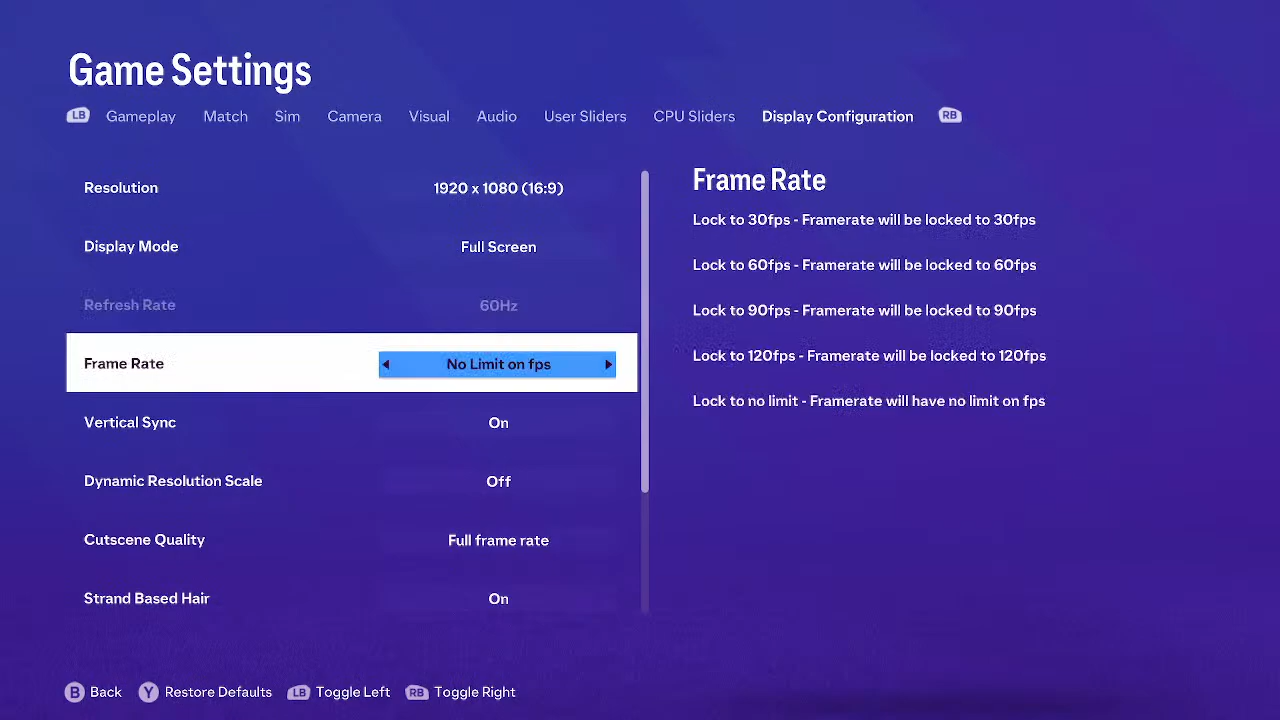 Game Settings
LB Gameplay Match Sim Camera Visual Audio User Sliders CPU Sliders Display Configuration RB
Resolution 1920 x 1080 (16:9)
Display Mode Full Screen
Refresh Rate 60Hz
Frame Rate No Limit on fps
Vertical Sync On
Dynamic Resolution Scale Off
Cutscene Quality Full frame rate
Strand Based Hair On
Frame Rate
Lock to 30fps - Framerate will be locked to 30fps
Lock to 60fps - Framerate will be locked to 60fps
Lock to 90fps - Framerate will be locked to 90fps
Lock to 120fps - Framerate will be locked to 120fps
Lock to no limit - Framerate will have no limit on fps
B Back Y Restore Defaults LB Toggle Left RB Toggle Right